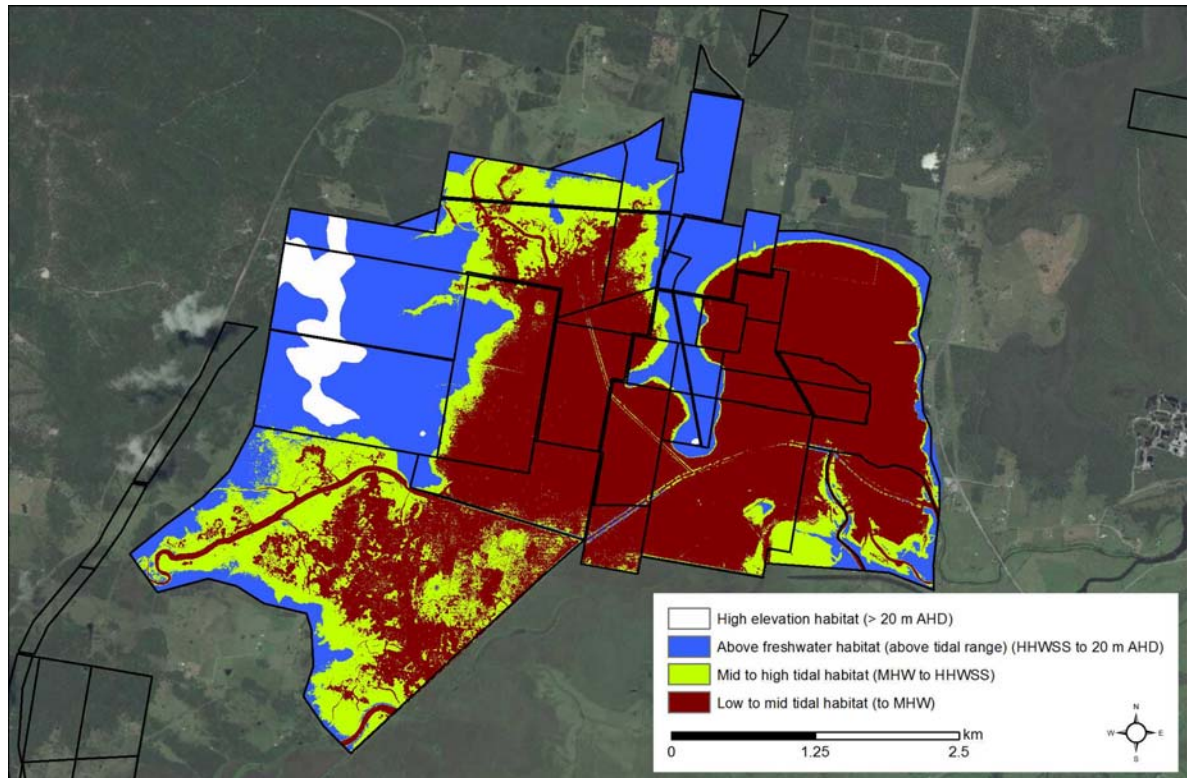 High elevation habitat (> 20 m AHD)
Above freshwater habitat (above tidal range) (HHWSS to 20 m AHD)
Mid to high tidal habitat (MHW to HHWSS)
Low to mid tidal habitat (to MHW)
km
0 1.25 2.5
N
W E
S